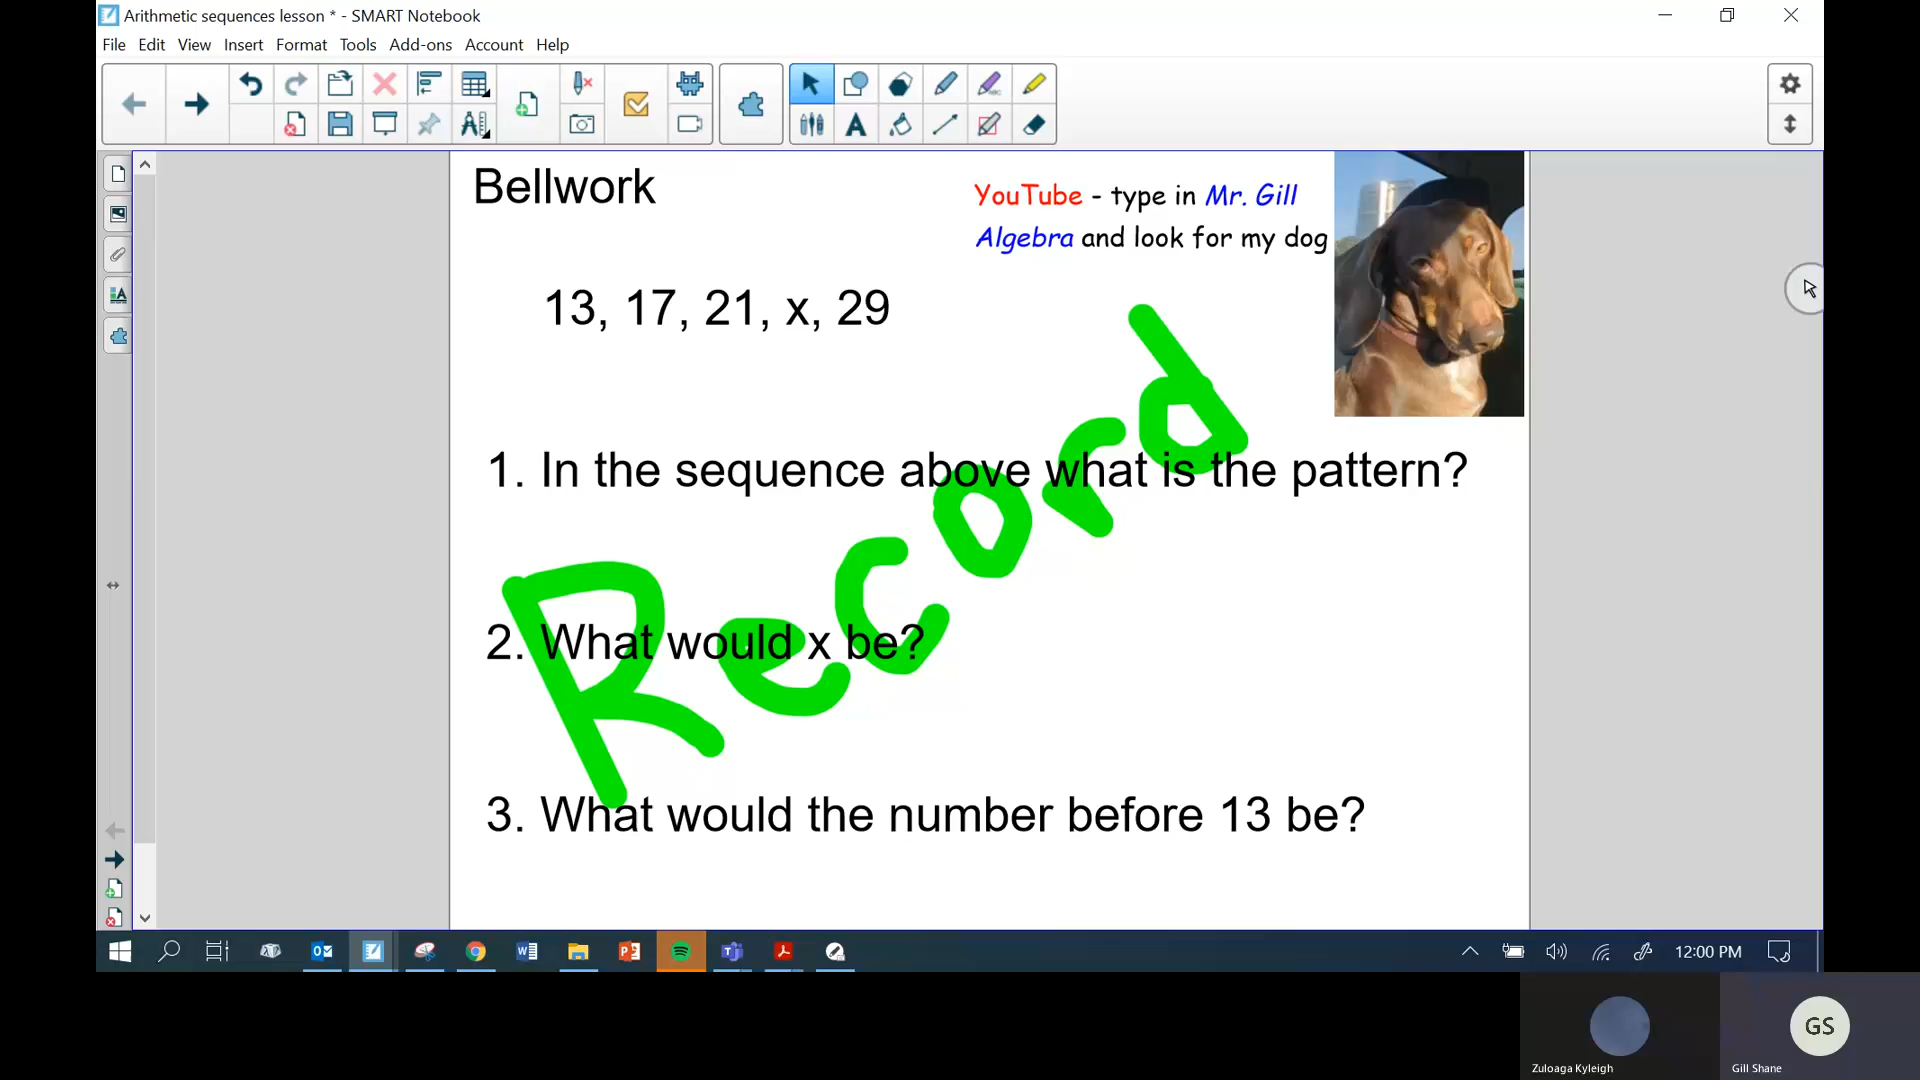 Arithmetic sequences lesson * - SMART Notebook
File Edit View Insert Format Tools Add-ons Account Help
Bellwork
YouTube - type in Mr. Gill
Algebra and look for my dog
13, 17, 21, x, 29
Record
1. In the sequence above what is the pattern?
2. What would x be?
3. What would the number before 13 be?
12:00 PM
GS
Zuloaga Kyleigh
Gill Shane